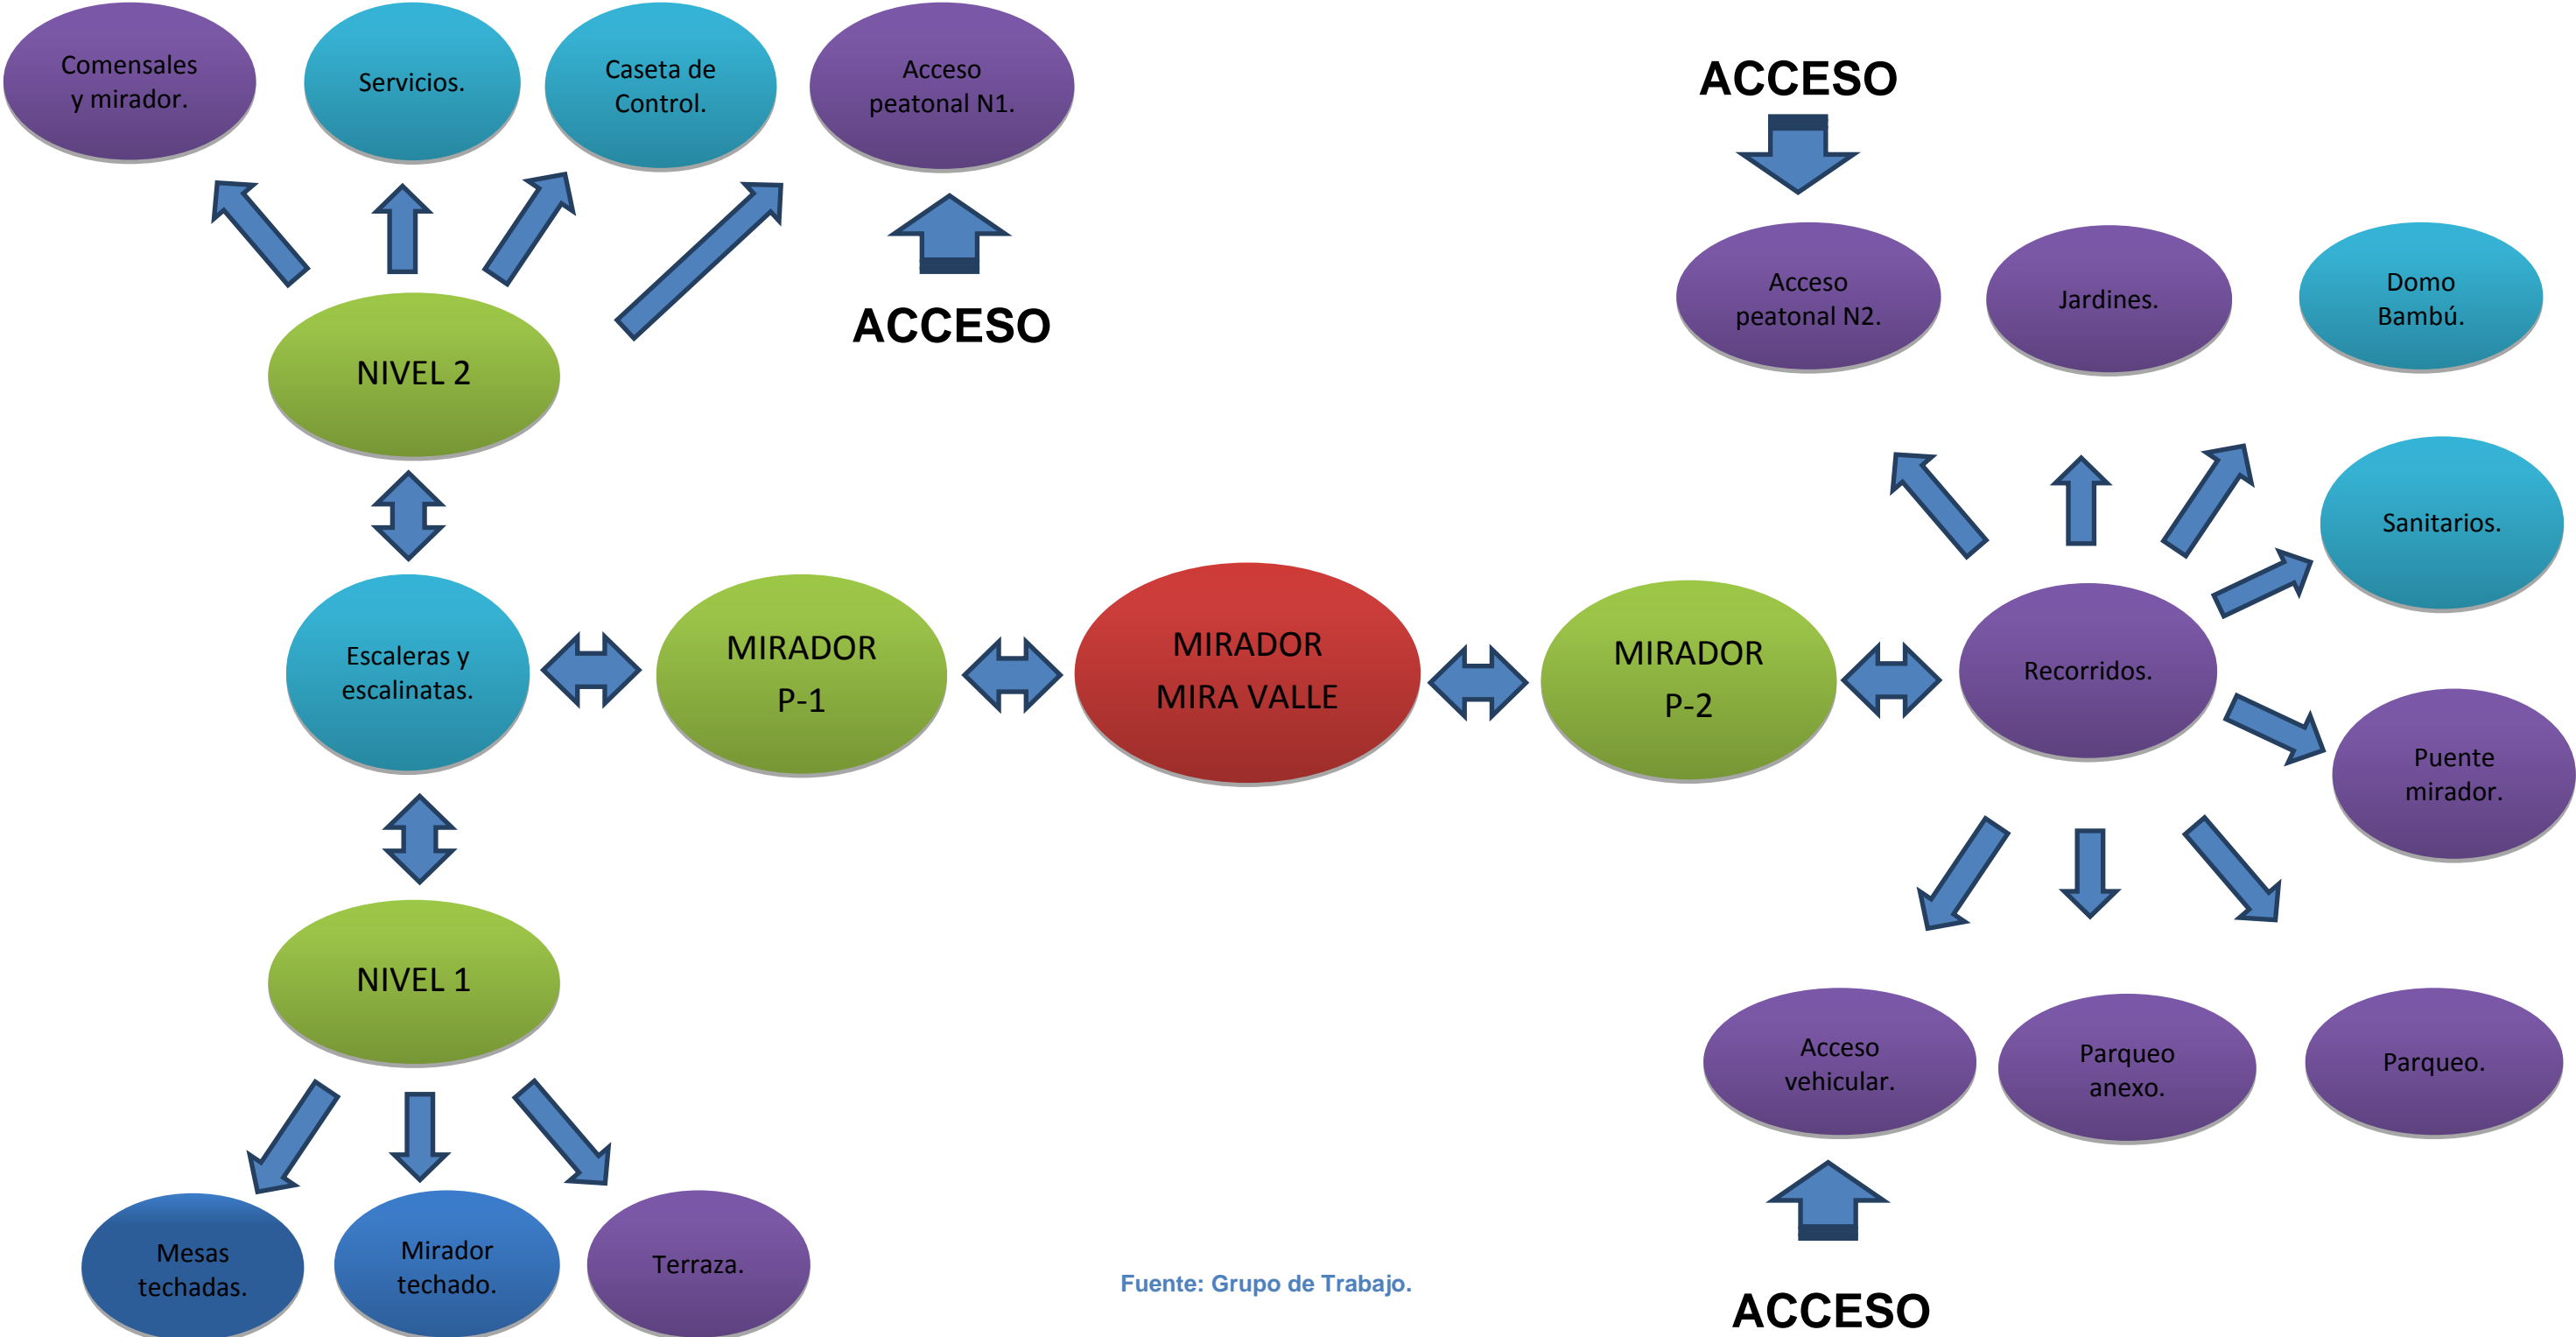 Comensales
y mirador.
Servicios.
Caseta de
Control.
Acceso
peatonal N1.
ACCESO
NIVEL 2
ACCESO
Acceso
peatonal N2.
Jardines.
Domo
Bambú.
Sanitarios.
Escaleras y
escalinatas.
MIRADOR
P-1
MIRADOR
MIRA VALLE
MIRADOR
P-2
Recorridos.
Puente
mirador.
NIVEL 1
Acceso
vehicular.
Parqueo
anexo.
Parqueo.
Mesas
techadas.
Mirador
techado.
Terraza.
Fuente: Grupo de Trabajo.
ACCESO